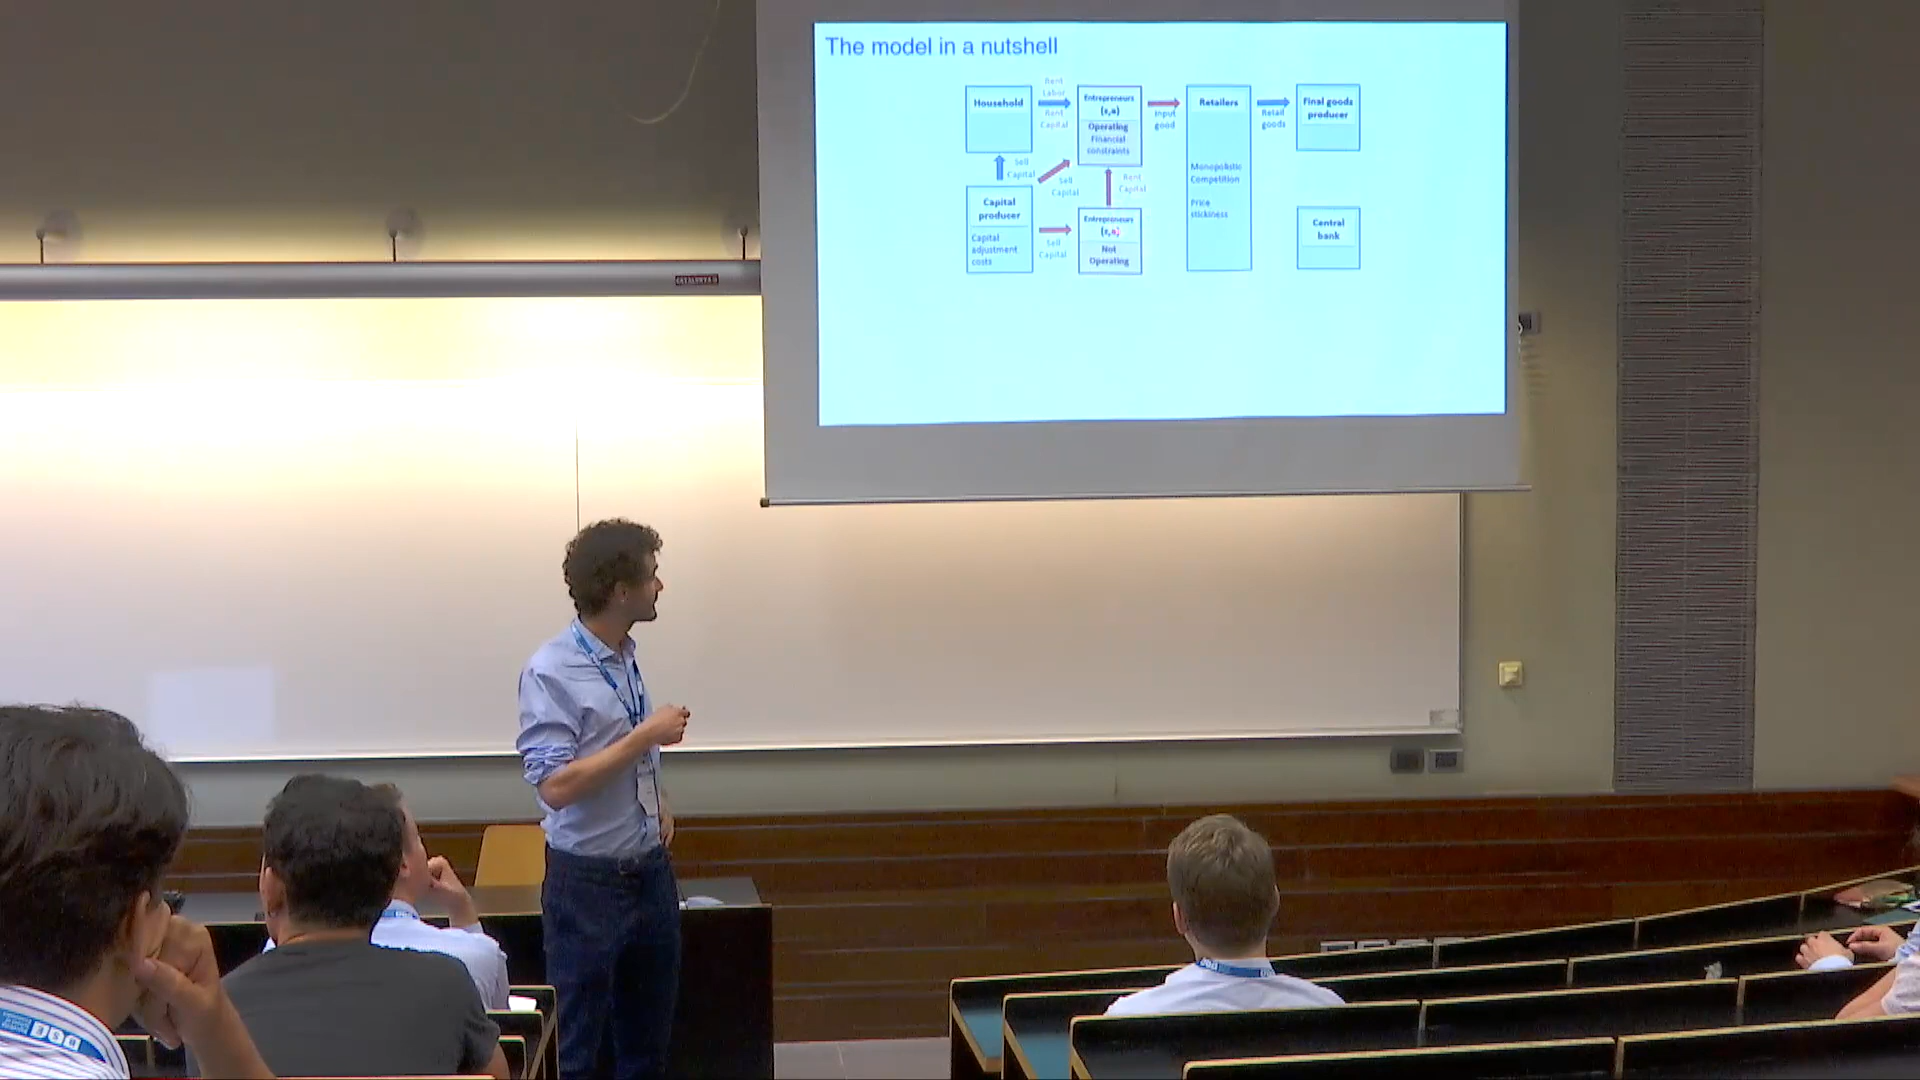 The model in a nutshell
Household
Rent
Labor
Rent
Capital
Entrepreneurs
(z,a)
Operating
Financial
constraints
Input
good
Retailers
Monopolistic
Competition
Price
stickiness
Retail
goods
Final goods
producer
Sell
Capital
Sell
Capital
Rent
Capital
Capital
producer
Capital
adjustment
costs
Sell
Capital
Entrepreneurs
(z,a)
Not
Operating
Central
bank
BSE